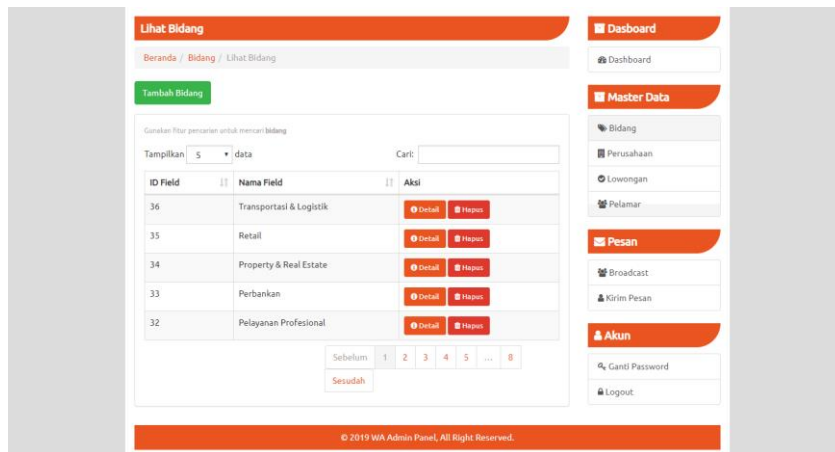 Lihat Bidang
Beranda / Bidang / Lihat Bidang
Tambah Bidang
Gunakan fitur pencarian untuk mencari bidang
Tampilkan 5 data
Cari:
ID Field Nama Field Aksi
36 Transportasi & Logistik Detail Hapus
35 Retail Detail Hapus
34 Property & Real Estate Detail Hapus
33 Perbankan Detail Hapus
32 Pelayanan Profesional Detail Hapus
Sebelum 1 2 3 4 5 ... 8
Sesudah
Dasboard
Dashboard
Master Data
Bidang
Perusahaan
Lowongan
Pelamar
Pesan
Broadcast
Kirim Pesan
Akun
Ganti Password
Logout
© 2019 WA Admin Panel, All Right Reserved.